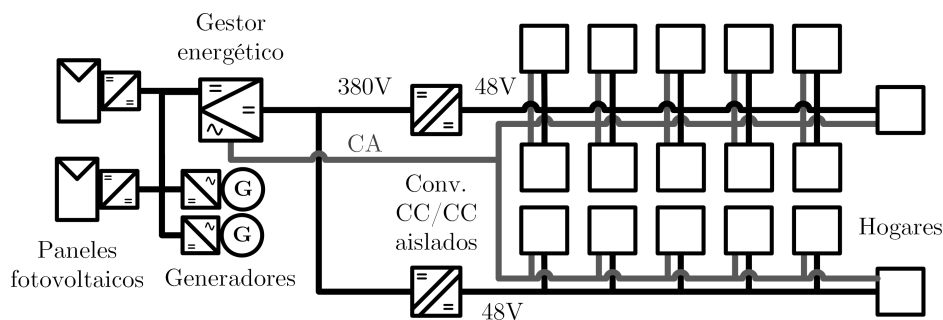 Gestor
energético
380V
48V
CA
G
G
Conv.
CC/CC
aislados
Paneles
fotovoltaicos
Generadores
Hogares
48V